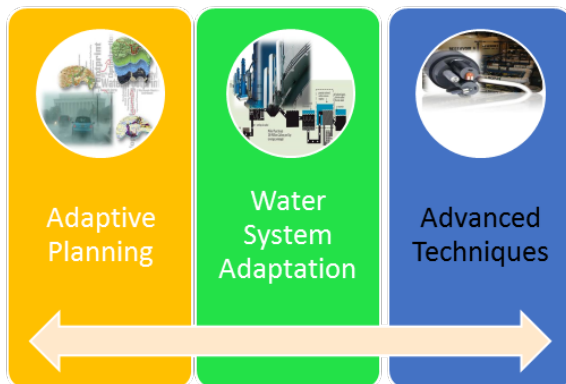 Adaptive
Planning
Water
System
Adaptation
Advanced
Techniques